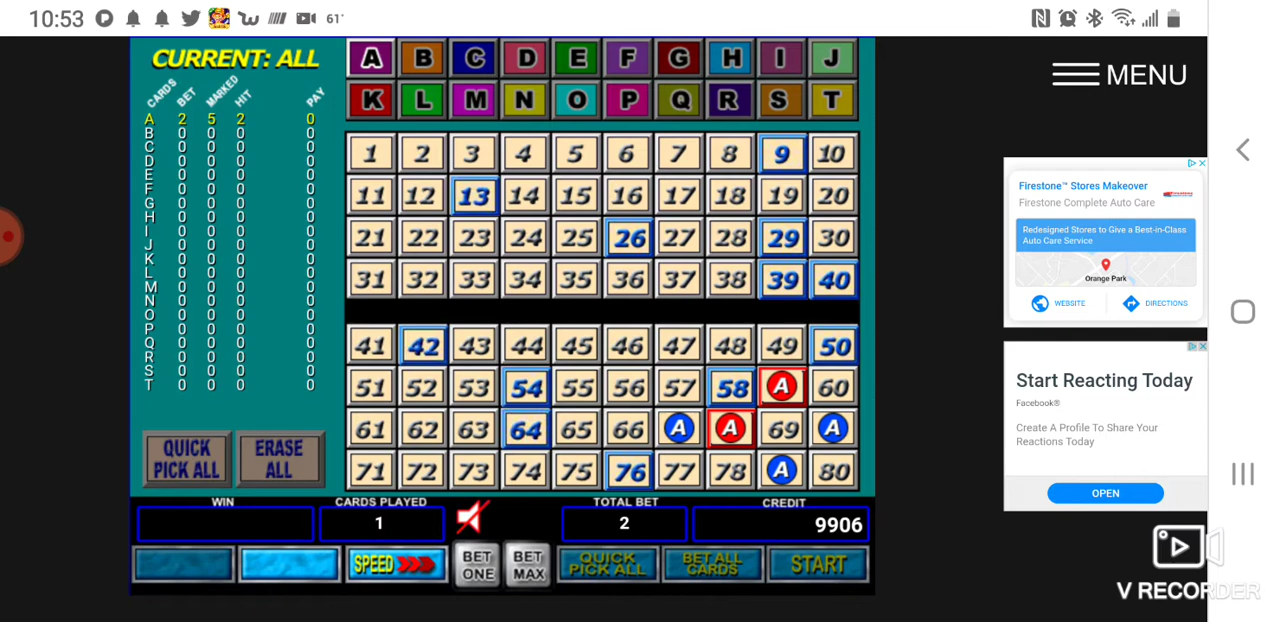 10:53 61°
CURRENT: ALL
CARDS BET MARKED HIT PAY
A 2 5 2 0
B 0 0 0 0
C 0 0 0 0
D 0 0 0 0
E 0 0 0 0
F 0 0 0 0
G 0 0 0 0
H 0 0 0 0
I 0 0 0 0
J 0 0 0 0
K 0 0 0 0
L 0 0 0 0
M 0 0 0 0
N 0 0 0 0
O 0 0 0 0
P 0 0 0 0
Q 0 0 0 0
R 0 0 0 0
S 0 0 0 0
T 0 0 0 0
QUICK
PICK ALL
ERASE
ALL
A B C D E F G H I J
K L M N O P Q R S T
1 2 3 4 5 6 7 8 9 10
11 12 13 14 15 16 17 18 19 20
21 22 23 24 25 26 27 28 29 30
31 32 33 34 35 36 37 38 39 40
41 42 43 44 45 46 47 48 49 50
51 52 53 54 55 56 57 58 A 60
61 62 63 64 65 66 A A 69 A
71 72 73 74 75 76 77 78 A 80
WIN CARDS PLAYED TOTAL BET CREDIT
1 2 9906
SPEED
BET
ONE
BET
MAX
QUICK
PICK ALL
BET ALL
CARDS
START
MENU
Firestone™ Stores Makeover
Firestone Complete Auto Care
Redesigned Stores to Give a Best-in-Class
Auto Care Service
Orange Park
WEBSITE DIRECTIONS
Start Reacting Today
Facebook®
Create A Profile To Share Your
Reactions Today
OPEN
V RECORDER